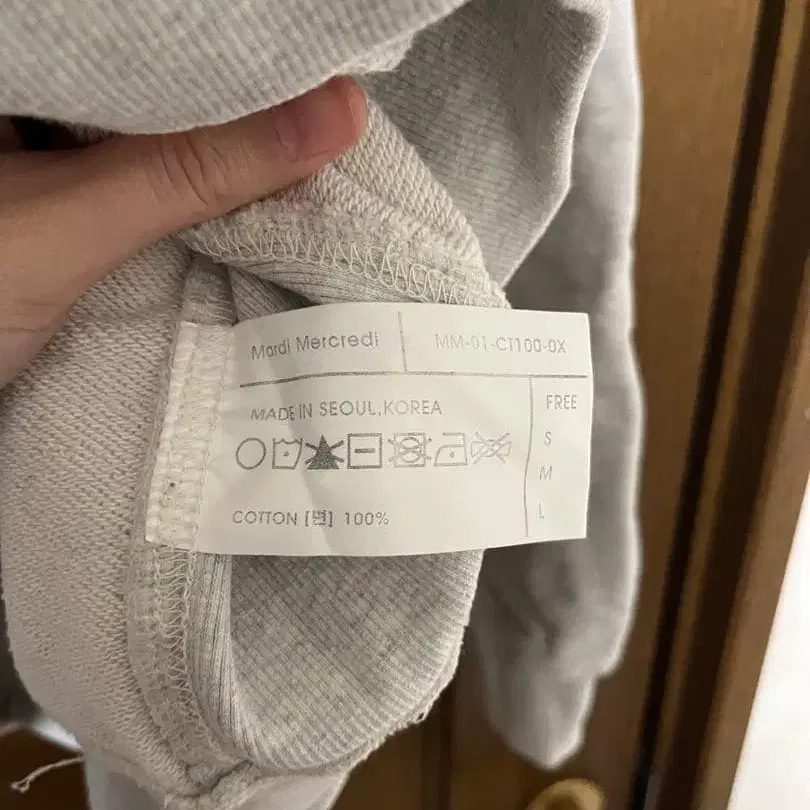 Mardi Mercredi
MM-01-CT100-0X
MADE IN SEOUL,KOREA
FREE
S
M
L
COTTON [면] 100%